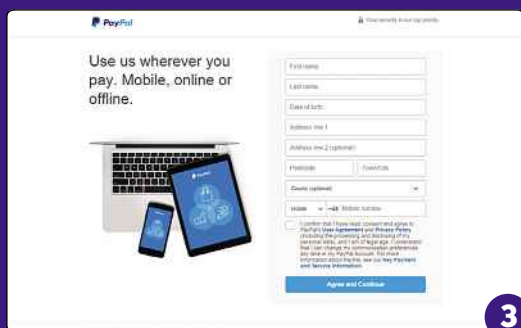 PayPal
Your security is our top priority
Use us wherever you
pay. Mobile, online or
offline.
First name
Last name
Date of birth
Address line 1
Address line 2 (optional)
Postcode
Town/City
County (optional)
Mobile
+44
Mobile number
I confirm that I have read, consent and agree to
PayPal's User Agreement and Privacy Policy
(including the processing and disclosing of my
personal data), and I am of legal age. I understand
that I can change my communication preferences
any time in my PayPal Account. For more
information about PayPal, see our Key Payment
and Service Information.
Agree and Continue
3